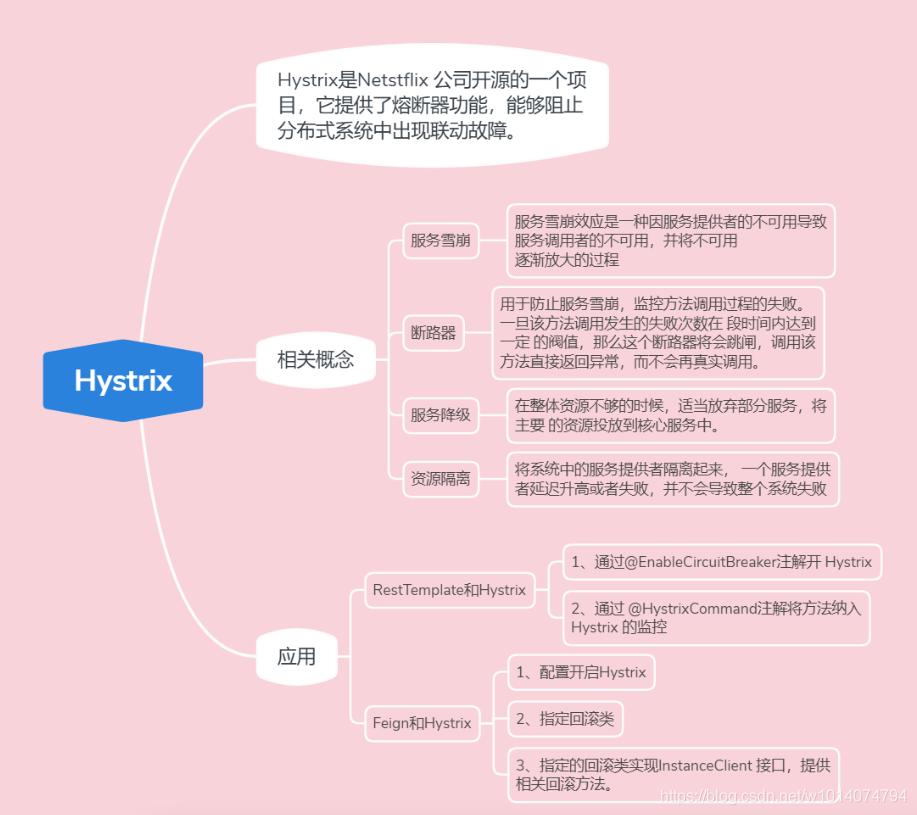 Hystrix是Netstflix 公司开源的一个项
目，它提供了熔断器功能，能够阻止
分布式系统中出现联动故障。
Hystrix
相关概念
服务雪崩
服务雪崩效应是一种因服务提供者的不可用导致
服务调用者的不可用，并将不可用
逐渐放大的过程
断路器
用于防止服务雪崩，监控方法调用过程的失败。
一旦该方法调用发生的失败次数在 段时间内达到
一定 的阀值，那么这个断路器将会跳闸，调用该
方法直接返回异常，而不会再真实调用。
服务降级
在整体资源不够的时候，适当放弃部分服务，将
主要 的资源投放到核心服务中。
资源隔离
将系统中的服务提供者隔离起来， 一个服务提供
者延迟升高或者失败，并不会导致整个系统失败
应用
RestTemplate和Hystrix
1、通过@EnableCircuitBreaker注解开 Hystrix
2、通过 @HystrixCommand注解将方法纳入
Hystrix 的监控
Feign和Hystrix
1、配置开启Hystrix
2、指定回滚类
3、指定的回滚类实现InstanceClient 接口，提供
相关回滚方法。
https://blog.csdn.net/w1014074794